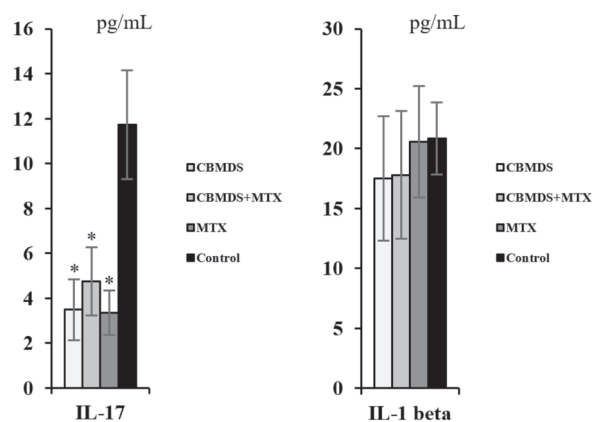 pg/mL
16
14
12
10
8
6
4
2
0
* * *
IL-17
CBMDS
CBMDS+MTX
MTX
Control
pg/mL
30
25
20
15
10
5
0
IL-1 beta
CBMDS
CBMDS+MTX
MTX
Control